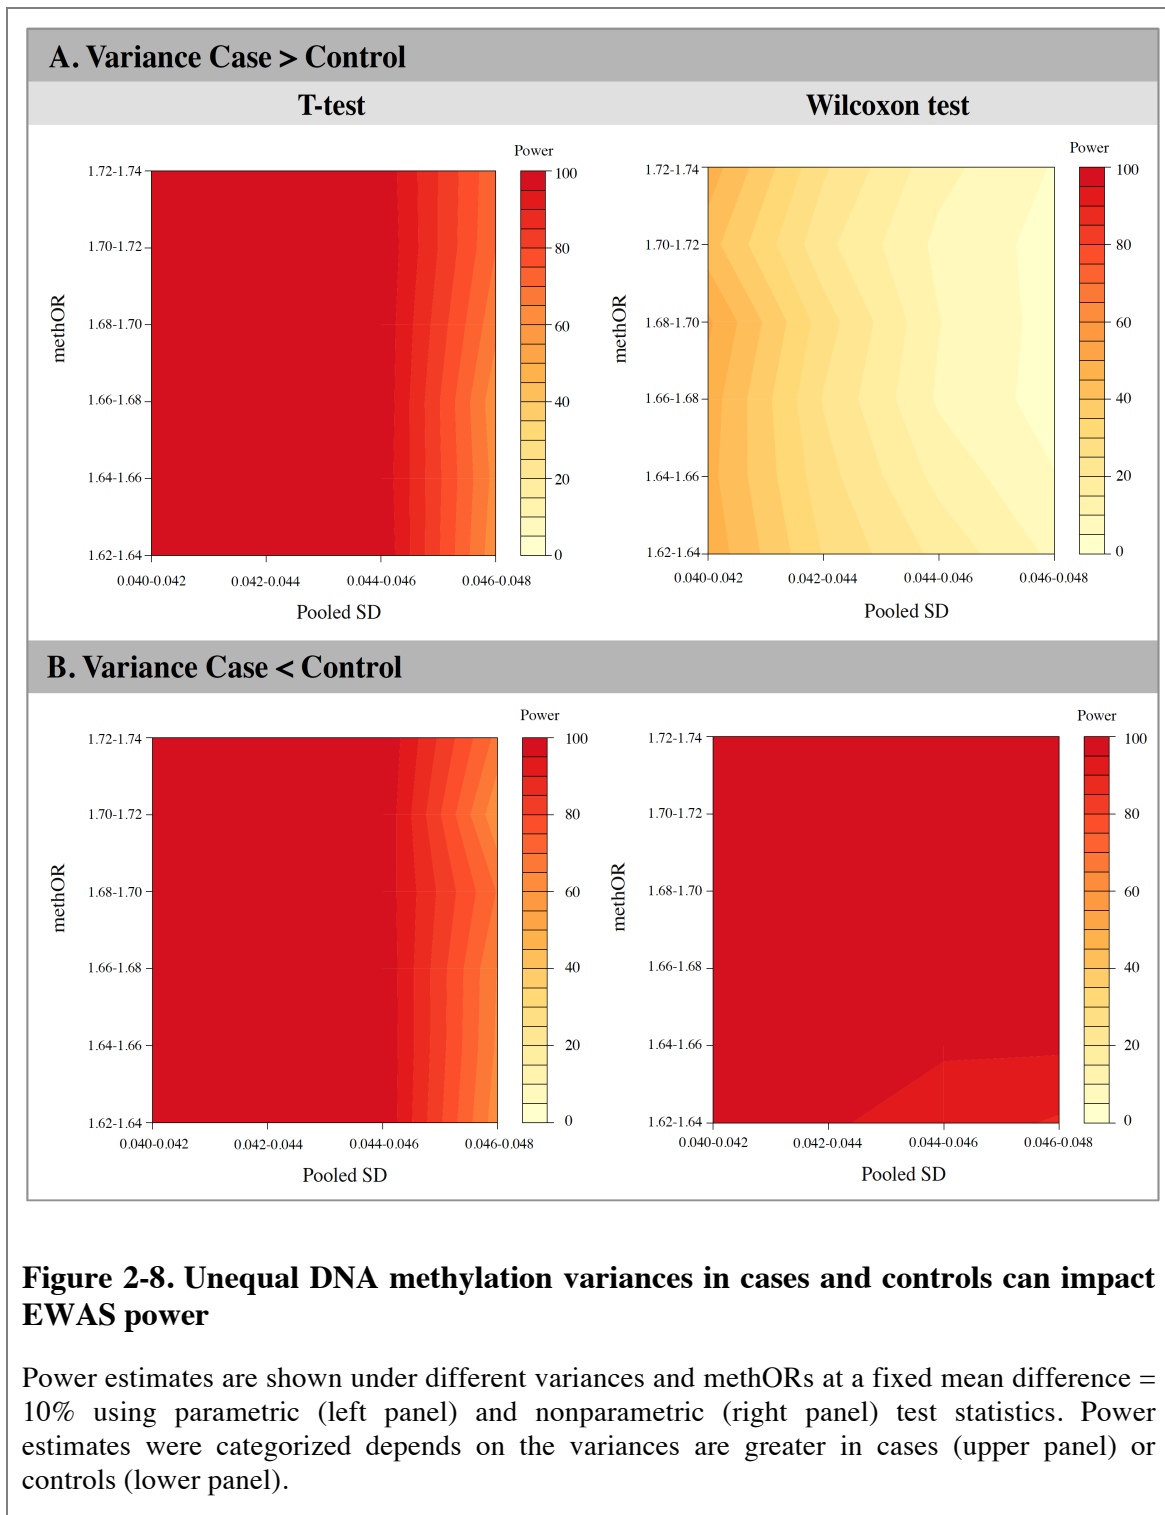 A. Variance Case > Control
T-test
Wilcoxon test
Power
1.72-1.74
1.70-1.72
1.68-1.70
1.66-1.68
1.64-1.66
1.62-1.64
methOR
100
80
60
40
20
0
0.040-0.042
0.042-0.044
0.044-0.046
0.046-0.048
Pooled SD
Power
1.72-1.74
1.70-1.72
1.68-1.70
1.66-1.68
1.64-1.66
1.62-1.64
methOR
100
80
60
40
20
0
0.040-0.042
0.042-0.044
0.044-0.046
0.046-0.048
Pooled SD
B. Variance Case < Control
Power
1.72-1.74
1.70-1.72
1.68-1.70
1.66-1.68
1.64-1.66
1.62-1.64
methOR
100
80
60
40
20
0
0.040-0.042
0.042-0.044
0.044-0.046
0.046-0.048
Pooled SD
Power
1.72-1.74
1.70-1.72
1.68-1.70
1.66-1.68
1.64-1.66
1.62-1.64
methOR
100
80
60
40
20
0
0.040-0.042
0.042-0.044
0.044-0.046
0.046-0.048
Pooled SD
Figure 2-8. Unequal DNA methylation variances in cases and controls can impact
EWAS power
Power estimates are shown under different variances and methORs at a fixed mean difference =
10% using parametric (left panel) and nonparametric (right panel) test statistics. Power
estimates were categorized depends on the variances are greater in cases (upper panel) or
controls (lower panel).